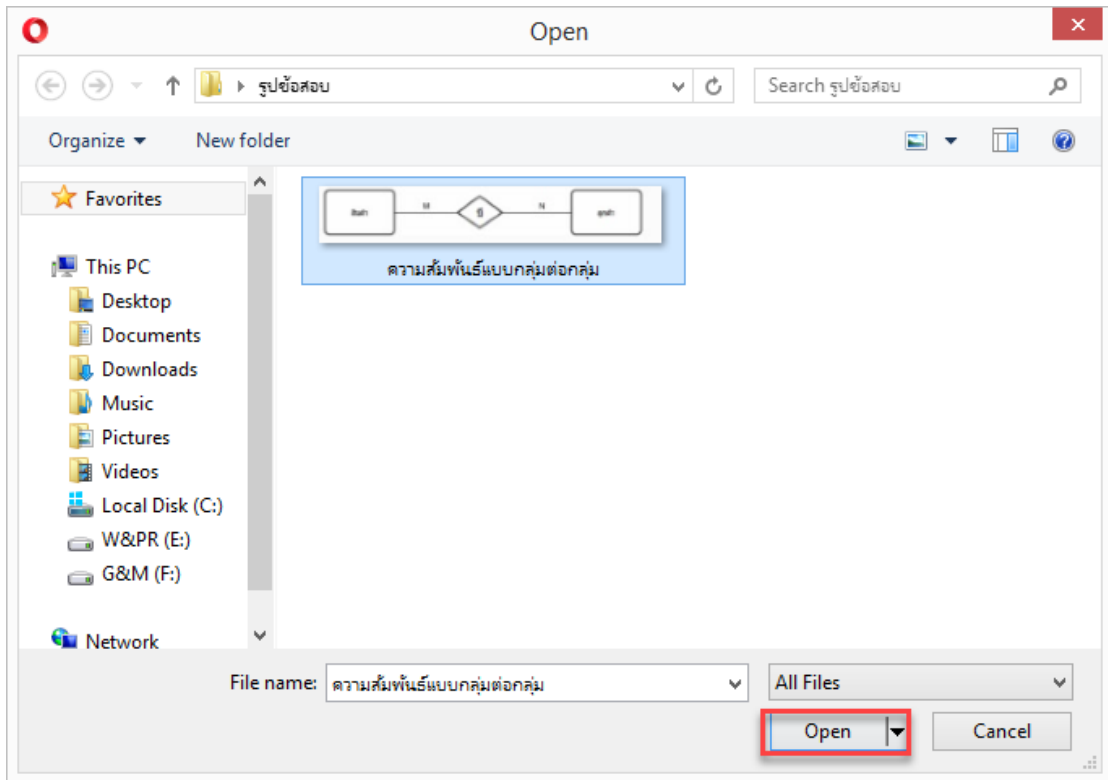 Open
รูปข้อสอบ
Search รูปข้อสอบ
Organize
New folder
Favorites
M
N
ความสัมพันธ์แบบกลุ่มต่อกลุ่ม
This PC
Desktop
Documents
Downloads
Music
Pictures
Videos
Local Disk (C:)
W&PR (E:)
G&M (F:)
Network
File name: ความสัมพันธ์แบบกลุ่มต่อกลุ่ม
All Files
Open
Cancel